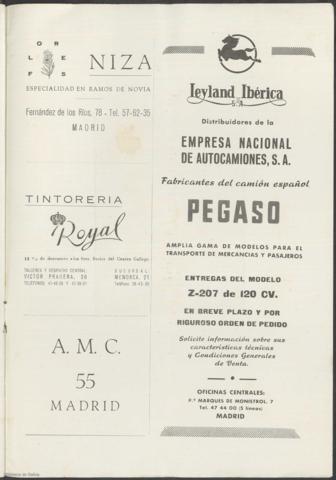 FLORES
NIZA
ESPECIALIDAD EN RAMOS DE NOVIA
Fernández de los Ríos, 78 - Tel. 57-62-35
MADRID
TINTORERIA
Royal
TALLERES Y DESPACHO CENTRAL
VICTOR PRADERA,
TELEFONOS
SUCURSAL
MENORCA, 21
A. M. C.
55
MADRID
Leyland Ibérica
S.A.
Distribuidores de la
EMPRESA NACIONAL
DE AUTOCAMIONES, S. A.
Fabricantes del camión español
PEGASO
AMPLIA GAMA DE MODELOS PARA EL
TRANSPORTE DE MERCANCIAS Y PASAJEROS
ENTREGAS DEL MODELO
Z-207 de 120 CV.
EN BREVE PLAZO Y POR
RIGUROSO ORDEN DE PEDIDO
Solicite información sobre sus
características técnicas
y Condiciones Generales
de Venta.
OFICINAS CENTRALES:
P.º MARQUES DE MONISTROL, 7
Tel. 47 44 00 (5 líneas)
MADRID